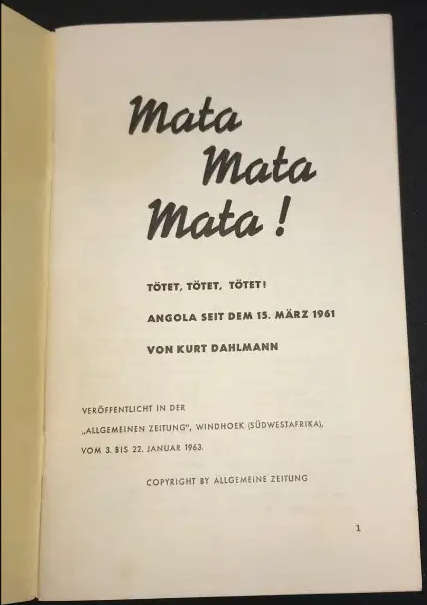 Mata
Mata
Mata!
TÖTET, TÖTET, TÖTET!
ANGOLA SEIT DEM 15. MÄRZ 1961
VON KURT DAHLMANN
VERÖFFENTLICHT IN DER
„ALLGEMEINEN ZEITUNG", WINDHOEK (SÜDWESTAFRIKA),
VOM 3. BIS 22. JANUAR 1963.
COPYRIGHT BY ALLGEMEINE ZEITUNG
1